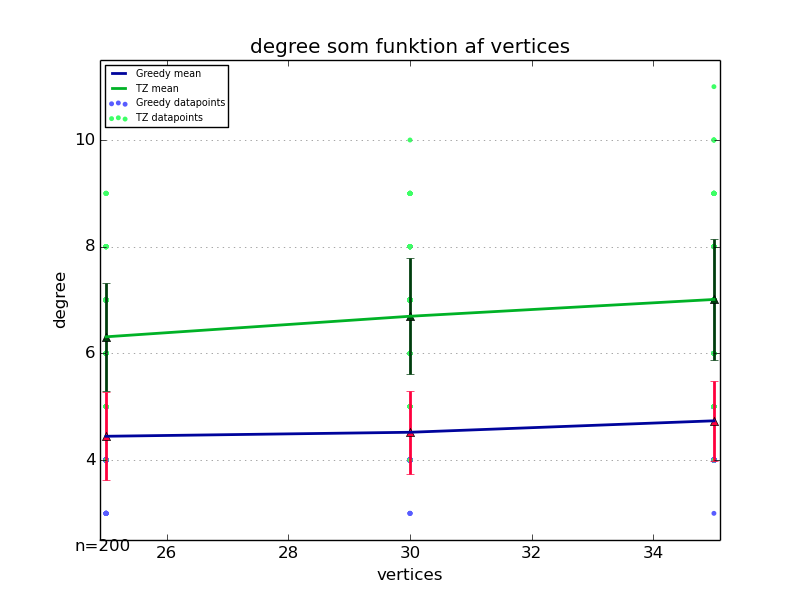 degree som funktion af vertices
Greedy mean
TZ mean
Greedy datapoints
TZ datapoints
10
8
6
4
degree
n=200
26
28
30
32
34
vertices